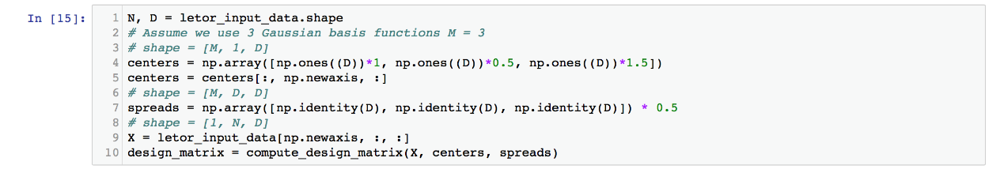 In [15]:
1 N, D = letor_input_data.shape
2 # Assume we use 3 Gaussian basis functions M = 3
3 # shape = [M, 1, D]
4 centers = np.array([np.ones((D))*1, np.ones((D))*0.5, np.ones((D))*1.5])
5 centers = centers[:, np.newaxis, :]
6 # shape = [M, D, D]
7 spreads = np.array([np.identity(D), np.identity(D), np.identity(D)]) * 0.5
8 # shape = [1, N, D]
9 X = letor_input_data[np.newaxis, :, :]
10 design_matrix = compute_design_matrix(X, centers, spreads)